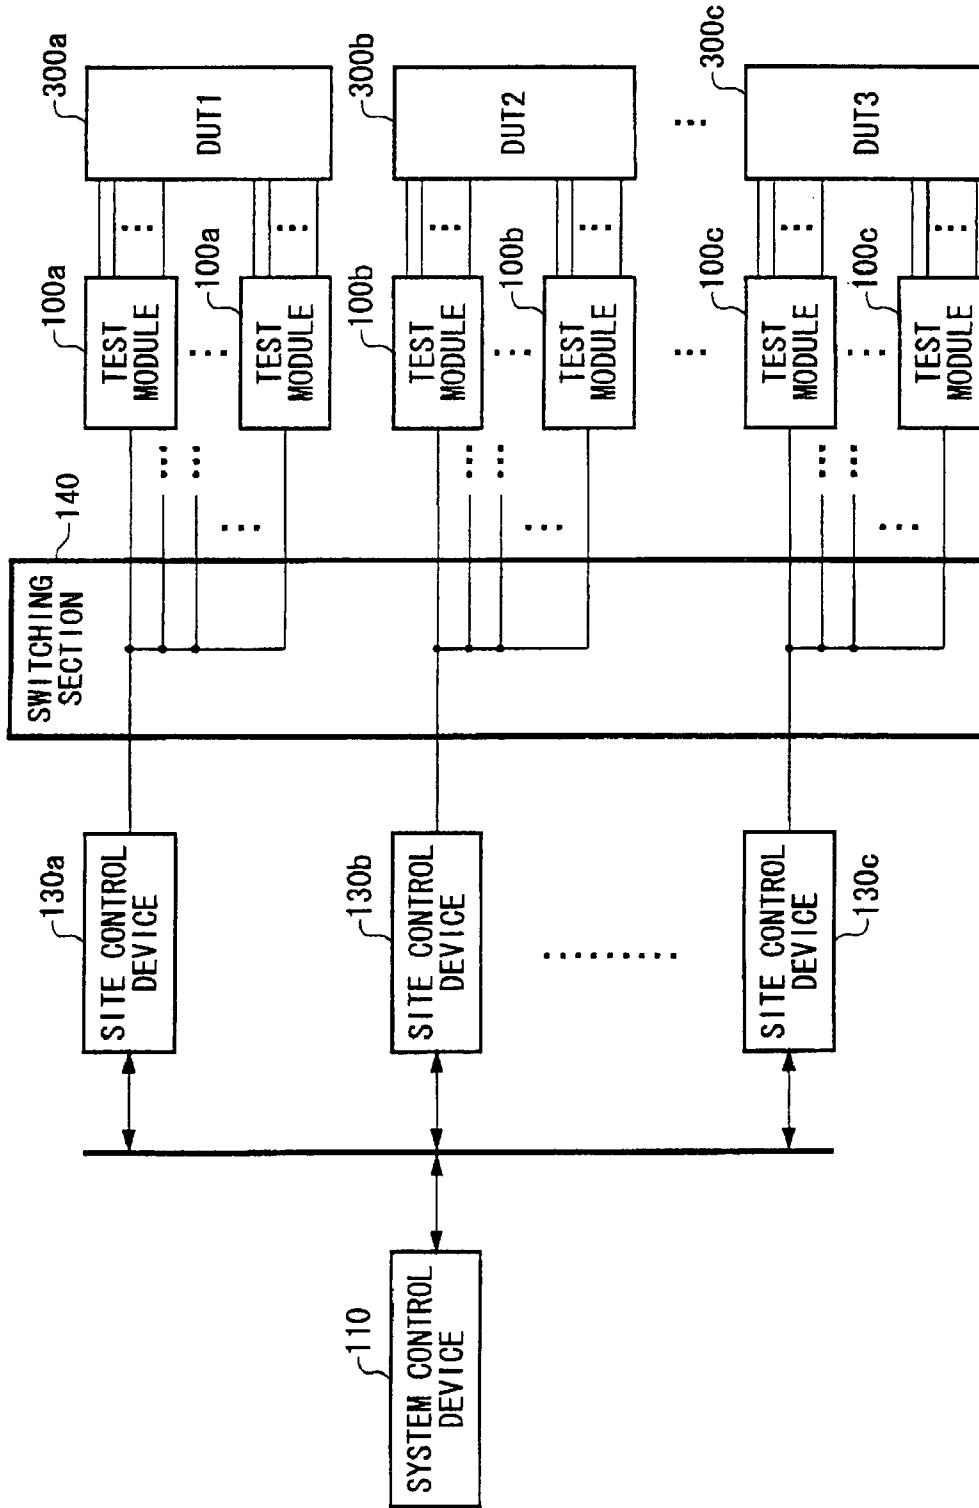 SYSTEM CONTROL
DEVICE
110
SITE CONTROL
DEVICE
130a
SITE CONTROL
DEVICE
130b
SITE CONTROL
DEVICE
130c
SWITCHING
SECTION
140
TEST
MODULE
100a
TEST
MODULE
100a
TEST
MODULE
100b
TEST
MODULE
100b
TEST
MODULE
100c
TEST
MODULE
100c
DUT1
300a
DUT2
300b
DUT3
300c